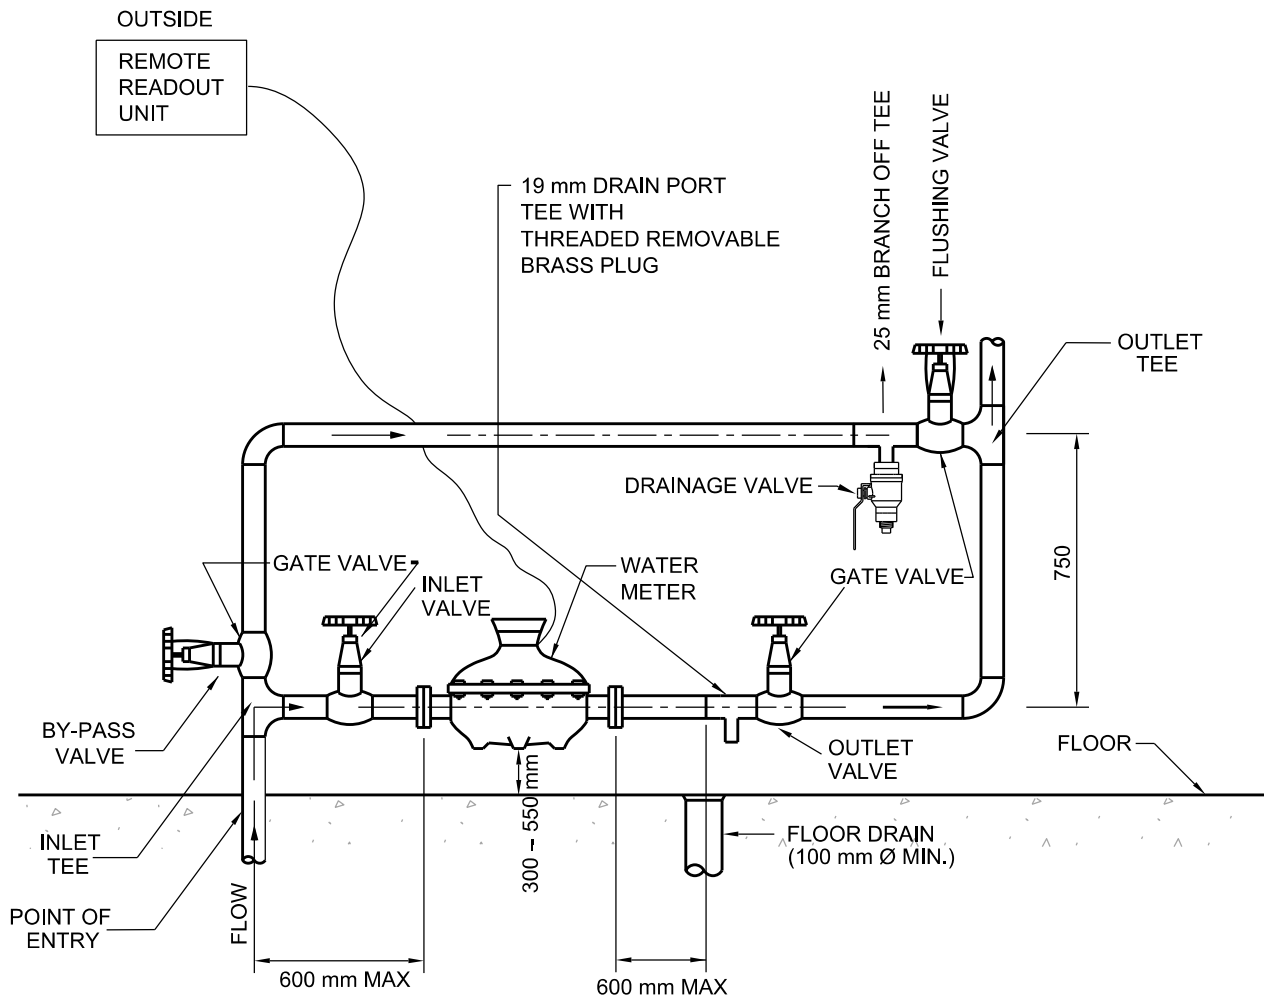 OUTSIDE
REMOTE
READOUT
UNIT
19 mm DRAIN PORT
TEE WITH
THREADED REMOVABLE
BRASS PLUG
25 mm BRANCH OFF TEE
FLUSHING VALVE
OUTLET
TEE
DRAINAGE VALVE
750
GATE VALVE
INLET
VALVE
WATER
METER
GATE VALVE
BY-PASS
VALVE
OUTLET
VALVE
FLOOR
300 – 550 mm
INLET
TEE
FLOOR DRAIN
(100 mm Ø MIN.)
POINT OF
ENTRY
FLOW
600 mm MAX
600 mm MAX